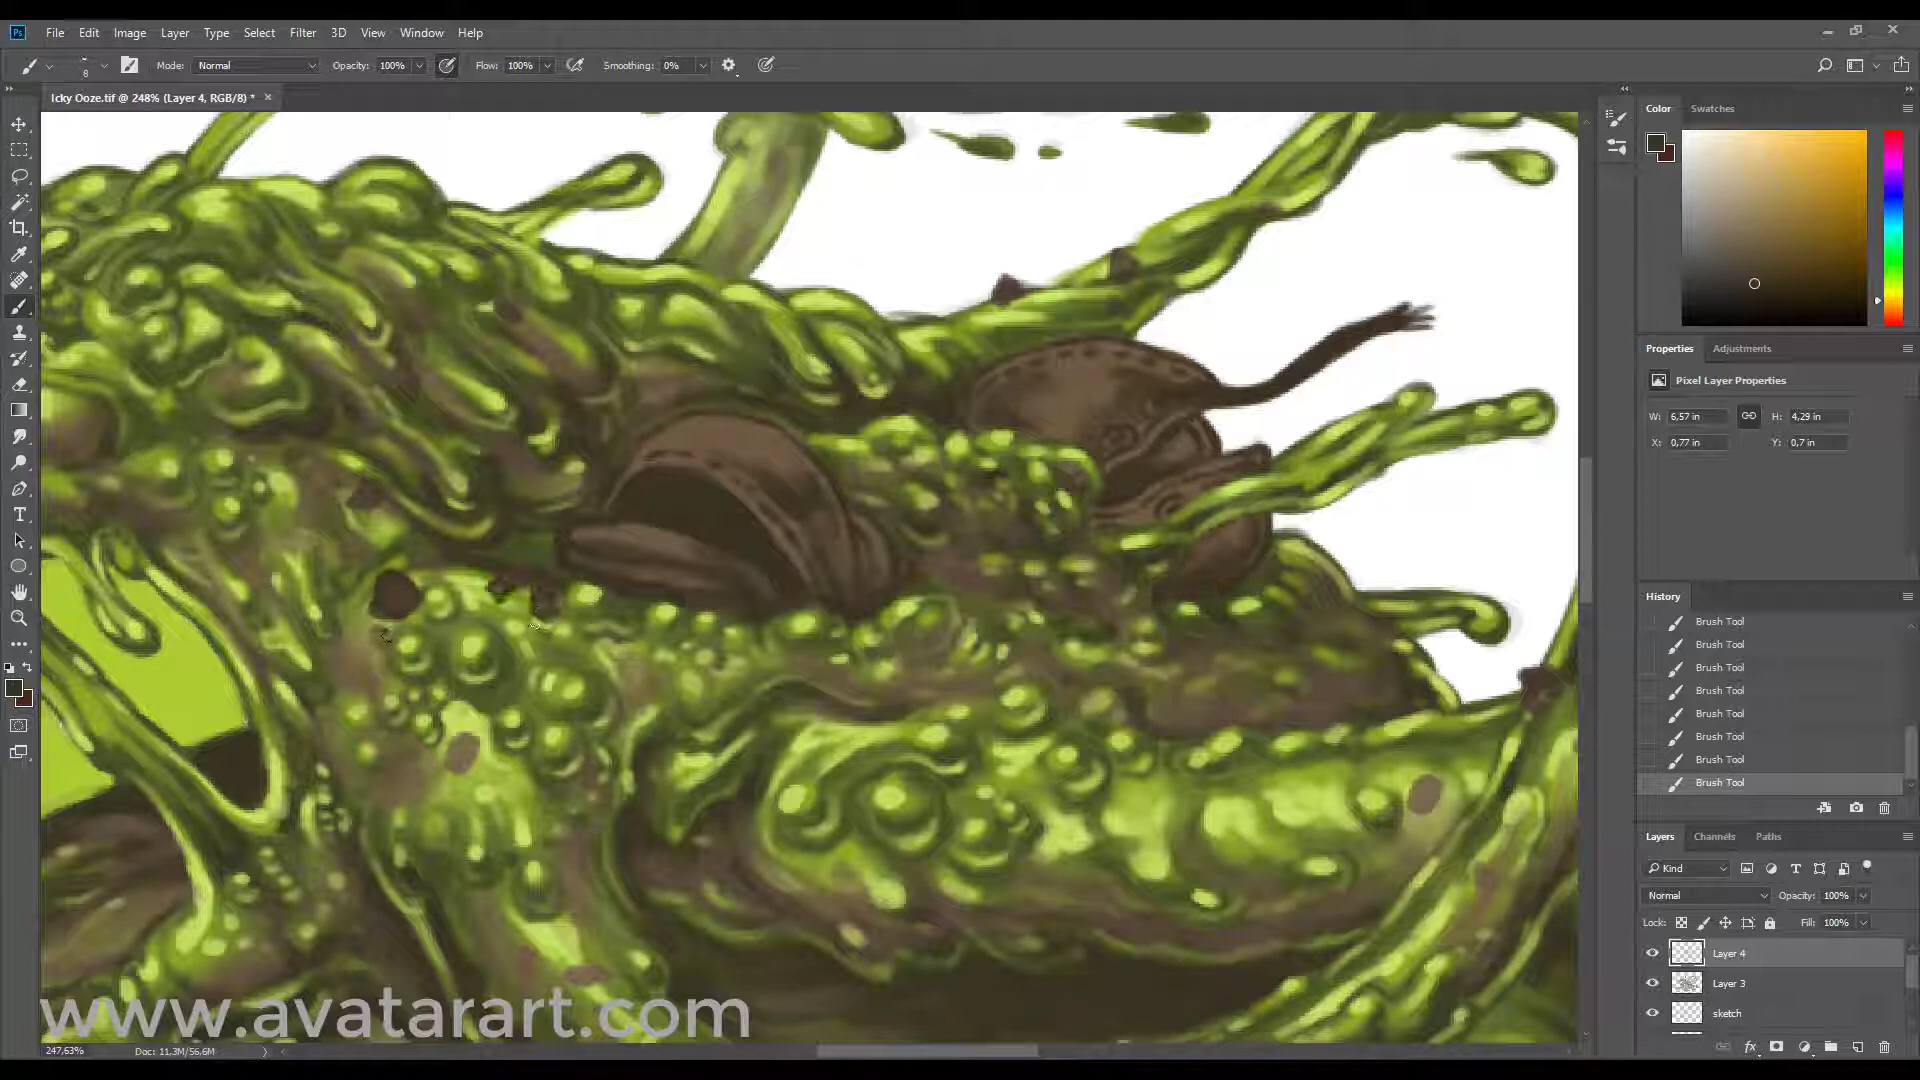 Ps File Edit Image Layer Type Select Filter 3D View Window Help
8 Mode: Normal Opacity: 100% Flow: 100% Smoothing: 0%
Icky Ooze.tif @ 248% (Layer 4, RGB/8) *
Color Swatches
Properties Adjustments
Pixel Layer Properties
W: 6,57 in H: 4,29 in
X: 0,77 in Y: 0,7 in
History
Brush Tool
Brush Tool
Brush Tool
Brush Tool
Brush Tool
Brush Tool
Brush Tool
Brush Tool
Layers Channels Paths
Kind
Normal Opacity: 100%
Lock: Fill: 100%
Layer 4
Layer 3
sketch
fx
www.avatarart.com
247,63% Doc: 11,3M/56,6M